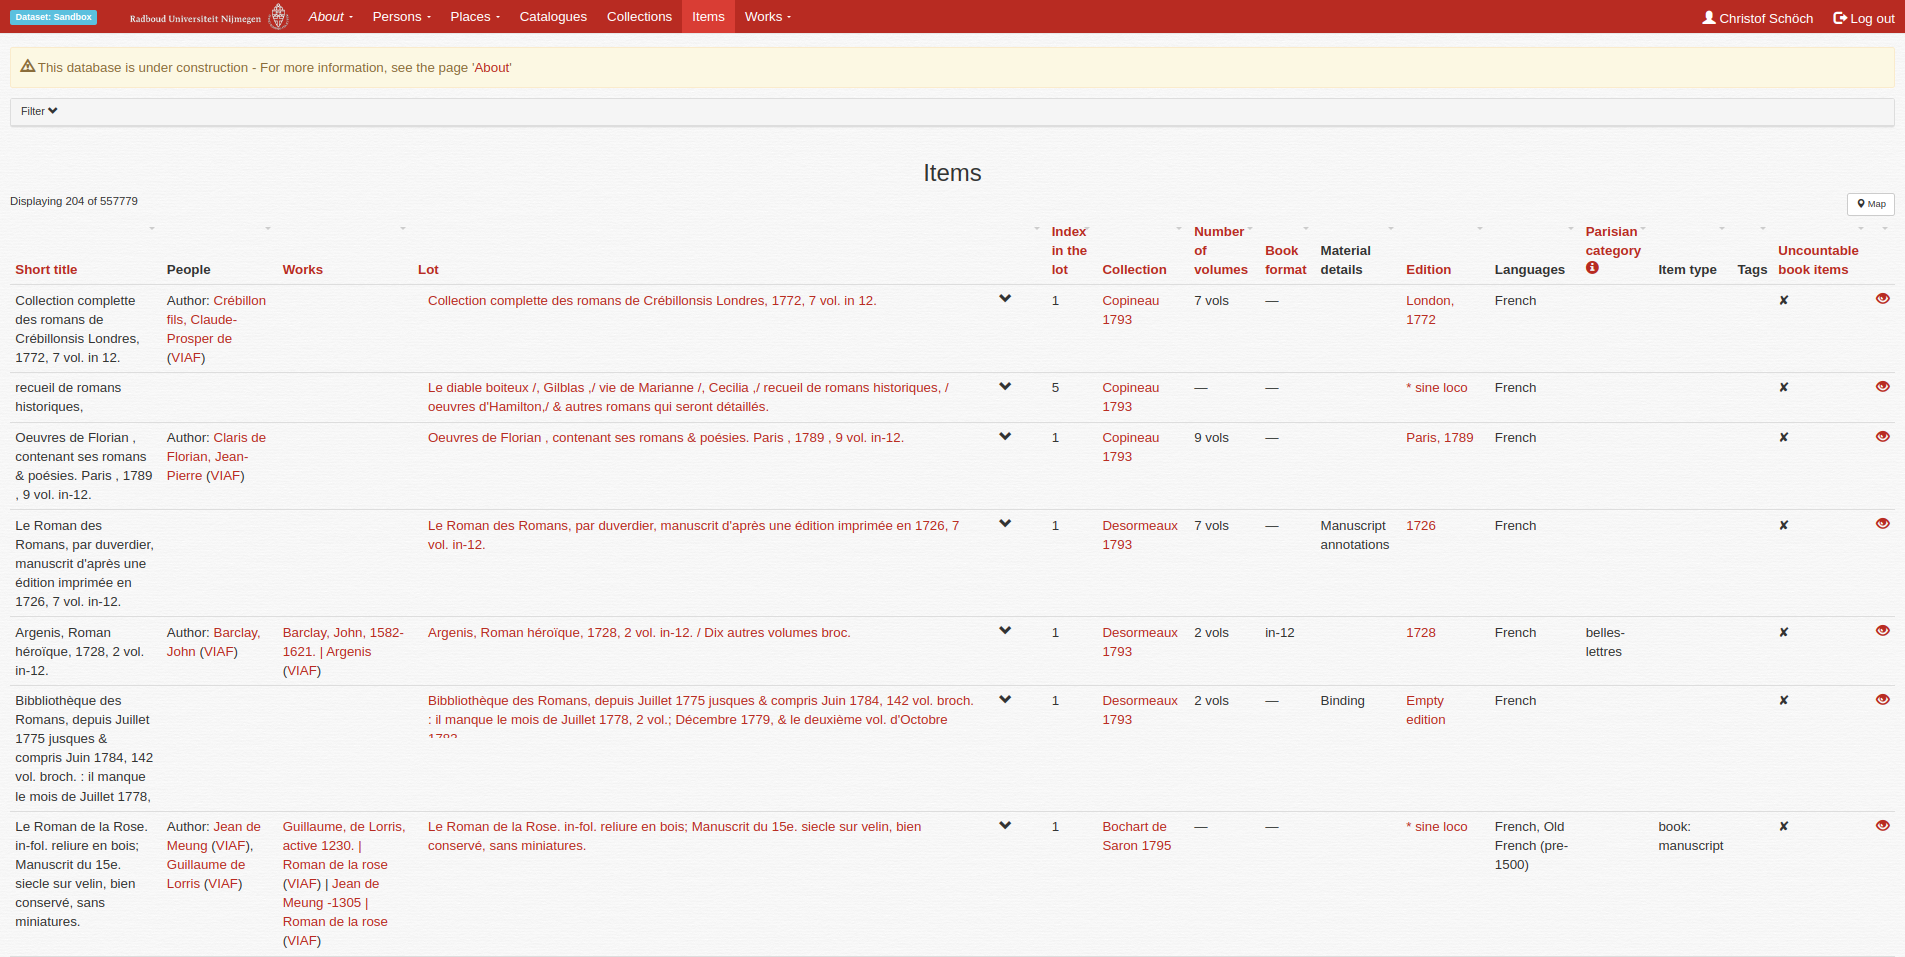 Dataset: Sandbox
Radboud Universiteit Nijmegen
About Persons Places Catalogues Collections Items Works
Christof Schöch Log out
This database is under construction - For more information, see the page 'About'
Filter
Items
Displaying 204 of 557779
Map
Short title People Works Lot Index in the lot Collection Number of volumes Book format Material details Edition Languages Parisian category Item type Tags Uncountable book items
Collection complette
des romans de
Crébillonsis Londres,
1772, 7 vol. in 12.
Author: Crébillon
fils, Claude-
Prosper de
(VIAF)
Collection complette des romans de Crébillonsis Londres, 1772, 7 vol. in 12.
1
Copineau
1793
7 vols
—
London,
1772
French
✘
recueil de romans
historiques,
Le diable boiteux /, Gilblas ,/ vie de Marianne /, Cecilia ,/ recueil de romans historiques, /
oeuvres d'Hamilton,/ & autres romans qui seront détaillés.
5
Copineau
1793
—
—
* sine loco
French
✘
Oeuvres de Florian ,
contenant ses romans
& poésies. Paris , 1789
, 9 vol. in-12.
Author: Claris de
Florian, Jean-
Pierre (VIAF)
Oeuvres de Florian , contenant ses romans & poésies. Paris , 1789 , 9 vol. in-12.
1
Copineau
1793
9 vols
—
Paris, 1789
French
✘
Le Roman des
Romans, par duverdier,
manuscrit d'après une
édition imprimée en
1726, 7 vol. in-12.
Le Roman des Romans, par duverdier, manuscrit d'après une édition imprimée en 1726, 7
vol. in-12.
1
Desormeaux
1793
7 vols
—
Manuscript
annotations
1726
French
✘
Argenis, Roman
héroïque, 1728, 2 vol.
in-12.
Author: Barclay,
John (VIAF)
Barclay, John, 1582-
1621. | Argenis
(VIAF)
Argenis, Roman héroïque, 1728, 2 vol. in-12. / Dix autres volumes broc.
1
Desormeaux
1793
2 vols
in-12
1728
French
belles-
lettres
✘
Bibbliothèque des
Romans, depuis Juillet
1775 jusques &
compris Juin 1784, 142
vol. broch. : il manque
le mois de Juillet 1778,
Bibbliothèque des Romans, depuis Juillet 1775 jusques & compris Juin 1784, 142 vol. broch.
: il manque le mois de Juillet 1778, 2 vol.; Décembre 1779, & le deuxième vol. d'Octobre
1
Desormeaux
1793
2 vols
—
Binding
Empty
edition
French
✘
Le Roman de la Rose.
in-fol. reliure en bois;
Manuscrit du 15e.
siecle sur velin, bien
conservé, sans
miniatures.
Author: Jean de
Meung (VIAF),
Guillaume de
Lorris (VIAF)
Guillaume, de Lorris,
active 1230. |
Roman de la rose
(VIAF) | Jean de
Meung -1305 |
Roman de la rose
(VIAF)
Le Roman de la Rose. in-fol. reliure en bois; Manuscrit du 15e. siecle sur velin, bien
conservé, sans miniatures.
1
Bochart de
Saron 1795
—
—
* sine loco
French, Old
French (pre-
1500)
book:
manuscript
✘